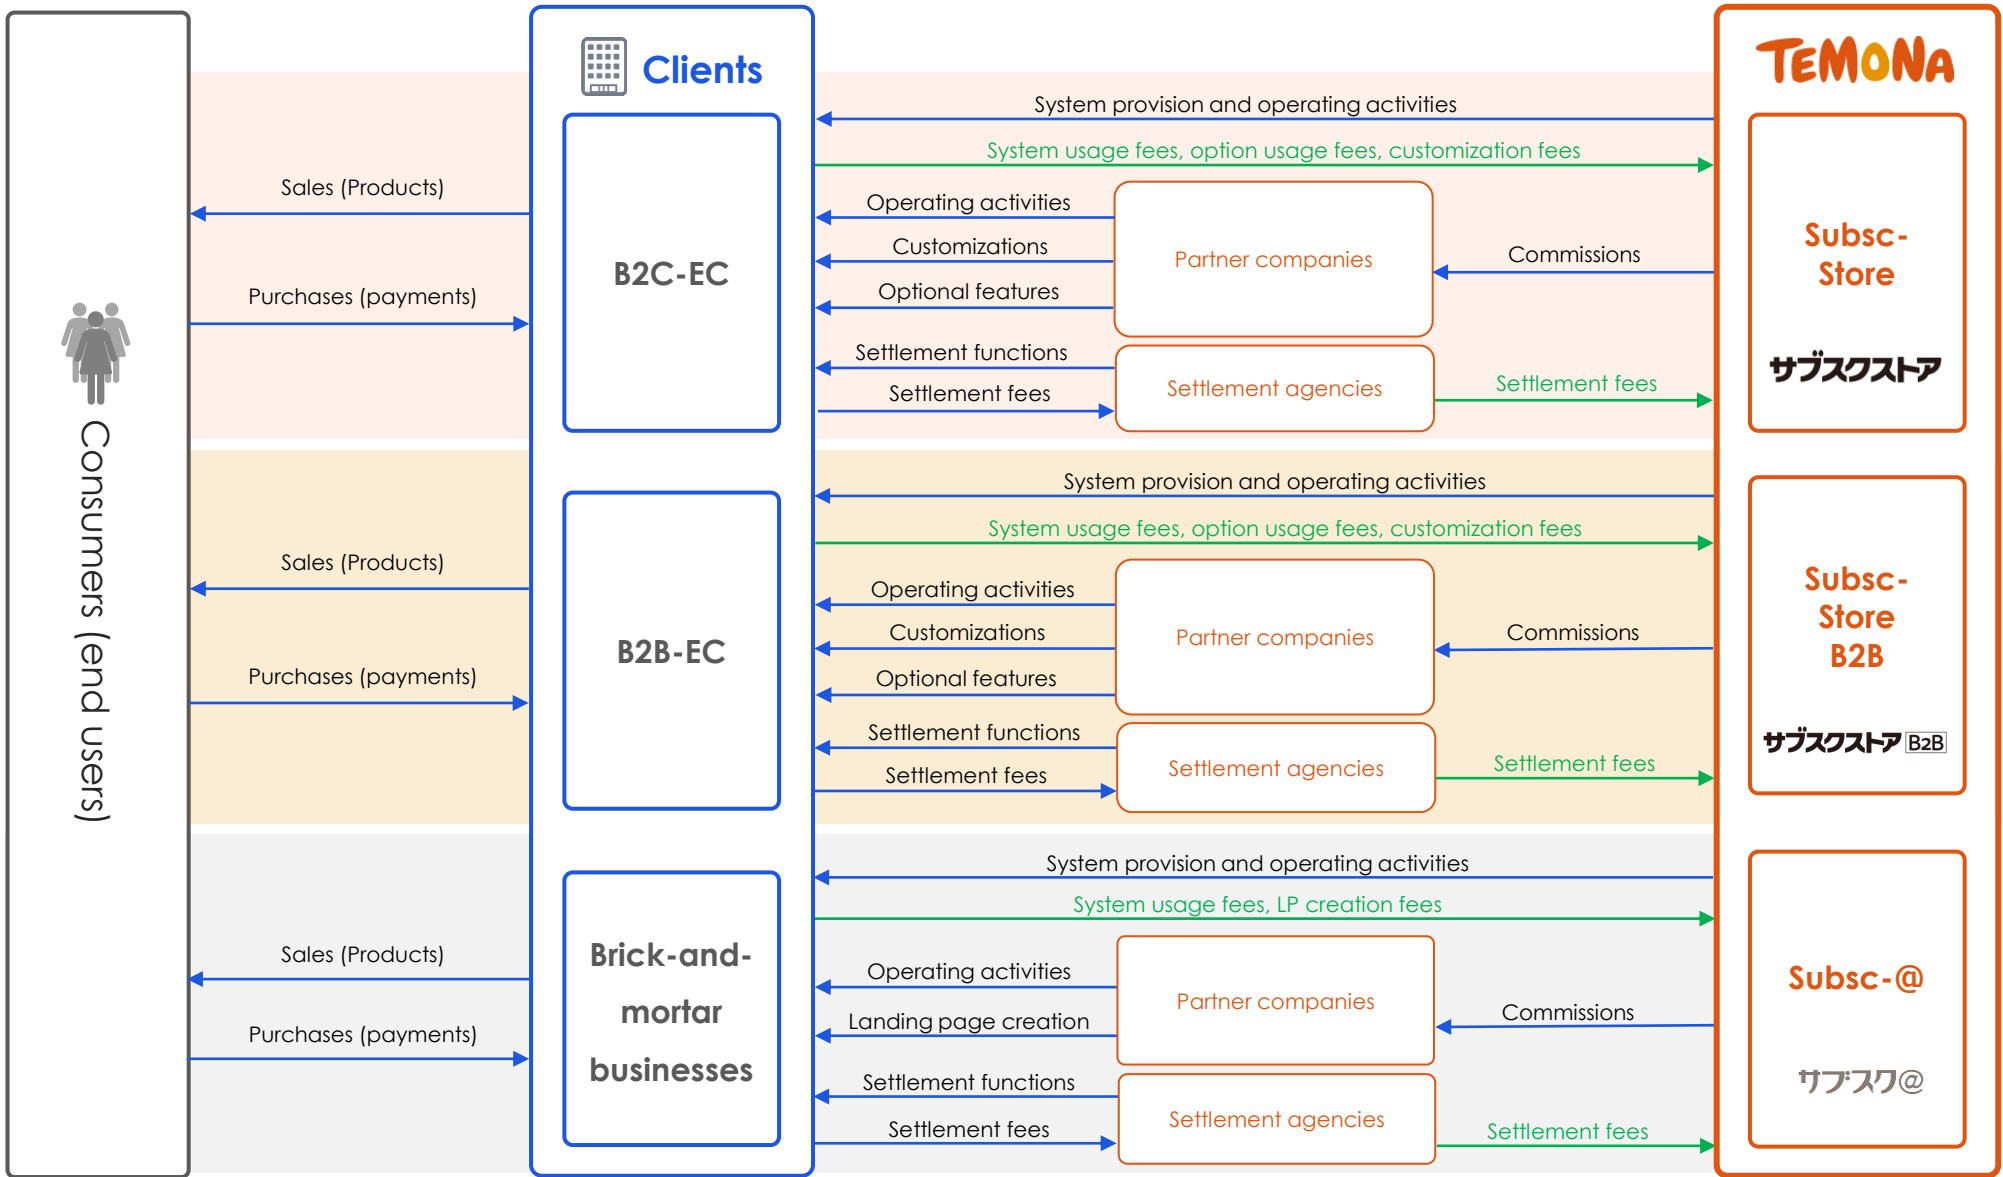 Consumers (end users)
Clients
TEMONA
Sales (Products)
Purchases (payments)
B2C-EC
System provision and operating activities
System usage fees, option usage fees, customization fees
Operating activities
Customizations
Optional features
Partner companies
Commissions
Settlement functions
Settlement fees
Settlement agencies
Settlement fees
Subsc-
Store
サブスクストア
Sales (Products)
Purchases (payments)
B2B-EC
System provision and operating activities
System usage fees, option usage fees, customization fees
Operating activities
Customizations
Optional features
Partner companies
Commissions
Settlement functions
Settlement fees
Settlement agencies
Settlement fees
Subsc-
Store
B2B
サブスクストア B2B
Sales (Products)
Purchases (payments)
Brick-and-
mortar
businesses
System provision and operating activities
System usage fees, LP creation fees
Operating activities
Landing page creation
Partner companies
Commissions
Settlement functions
Settlement fees
Settlement agencies
Settlement fees
Subsc-@
サブスク@